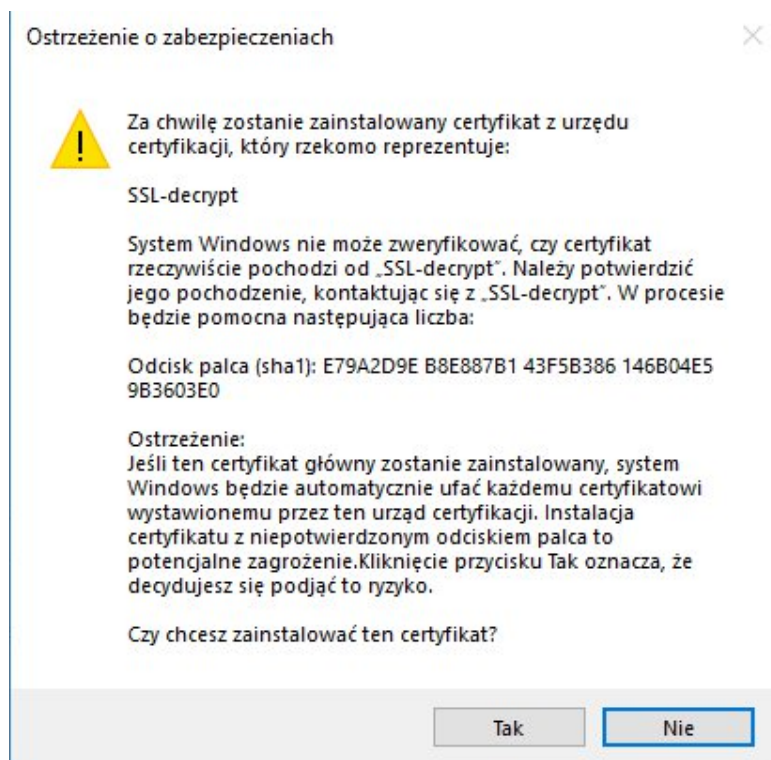 Ostrzeżenie o zabezpieczeniach
Za chwilę zostanie zainstalowany certyfikat z urzędu
certyfikacji, który rzekomo reprezentuje:
SSL-decrypt
System Windows nie może zweryfikować, czy certyfikat
rzeczywiście pochodzi od „SSL-decrypt”. Należy potwierdzić
jego pochodzenie, kontaktując się z „SSL-decrypt”. W procesie
będzie pomocna następująca liczba:
Odcisk palca (sha1): E79A2D9E B8E887B1 43F5B386 146B04E5
9B3603E0
Ostrzeżenie:
Jeśli ten certyfikat główny zostanie zainstalowany, system
Windows będzie automatycznie ufać każdemu certyfikatowi
wystawionemu przez ten urząd certyfikacji. Instalacja
certyfikatu z niepotwierdzonym odciskiem palca to
potencjalne zagrożenie.Kliknięcie przycisku Tak oznacza, że
decydujesz się podjąć to ryzyko.
Czy chcesz zainstalować ten certyfikat?
Tak
Nie